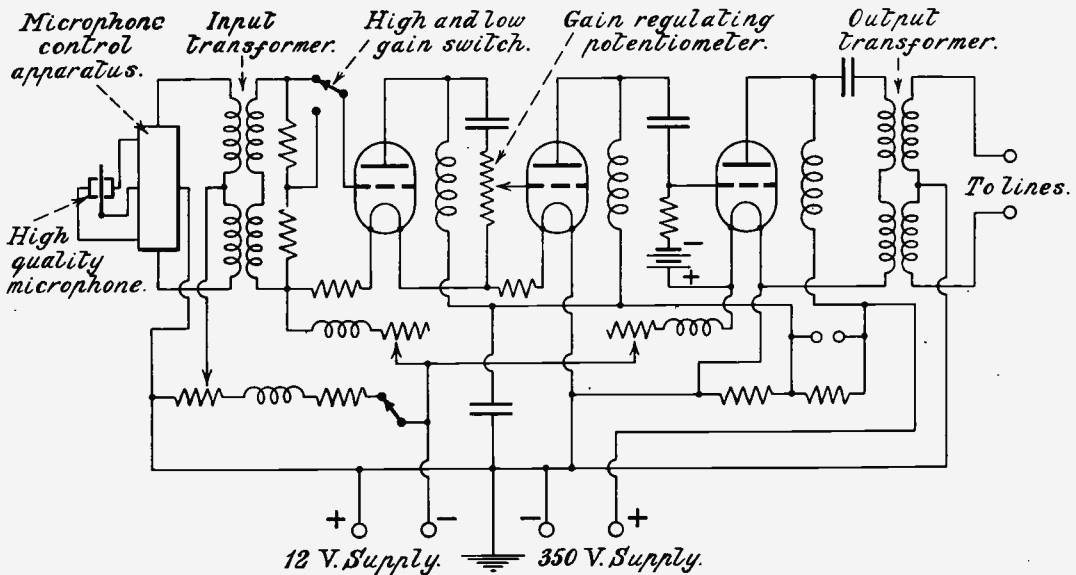 Microphone
control
apparatus.
Input
transformer.
High and low
gain switch.
Gain regulating
potentiometer.
Output
transformer.
High
quality
microphone.
To lines.
-
+
+ - - +
12 V. Supply. 350 V. Supply.